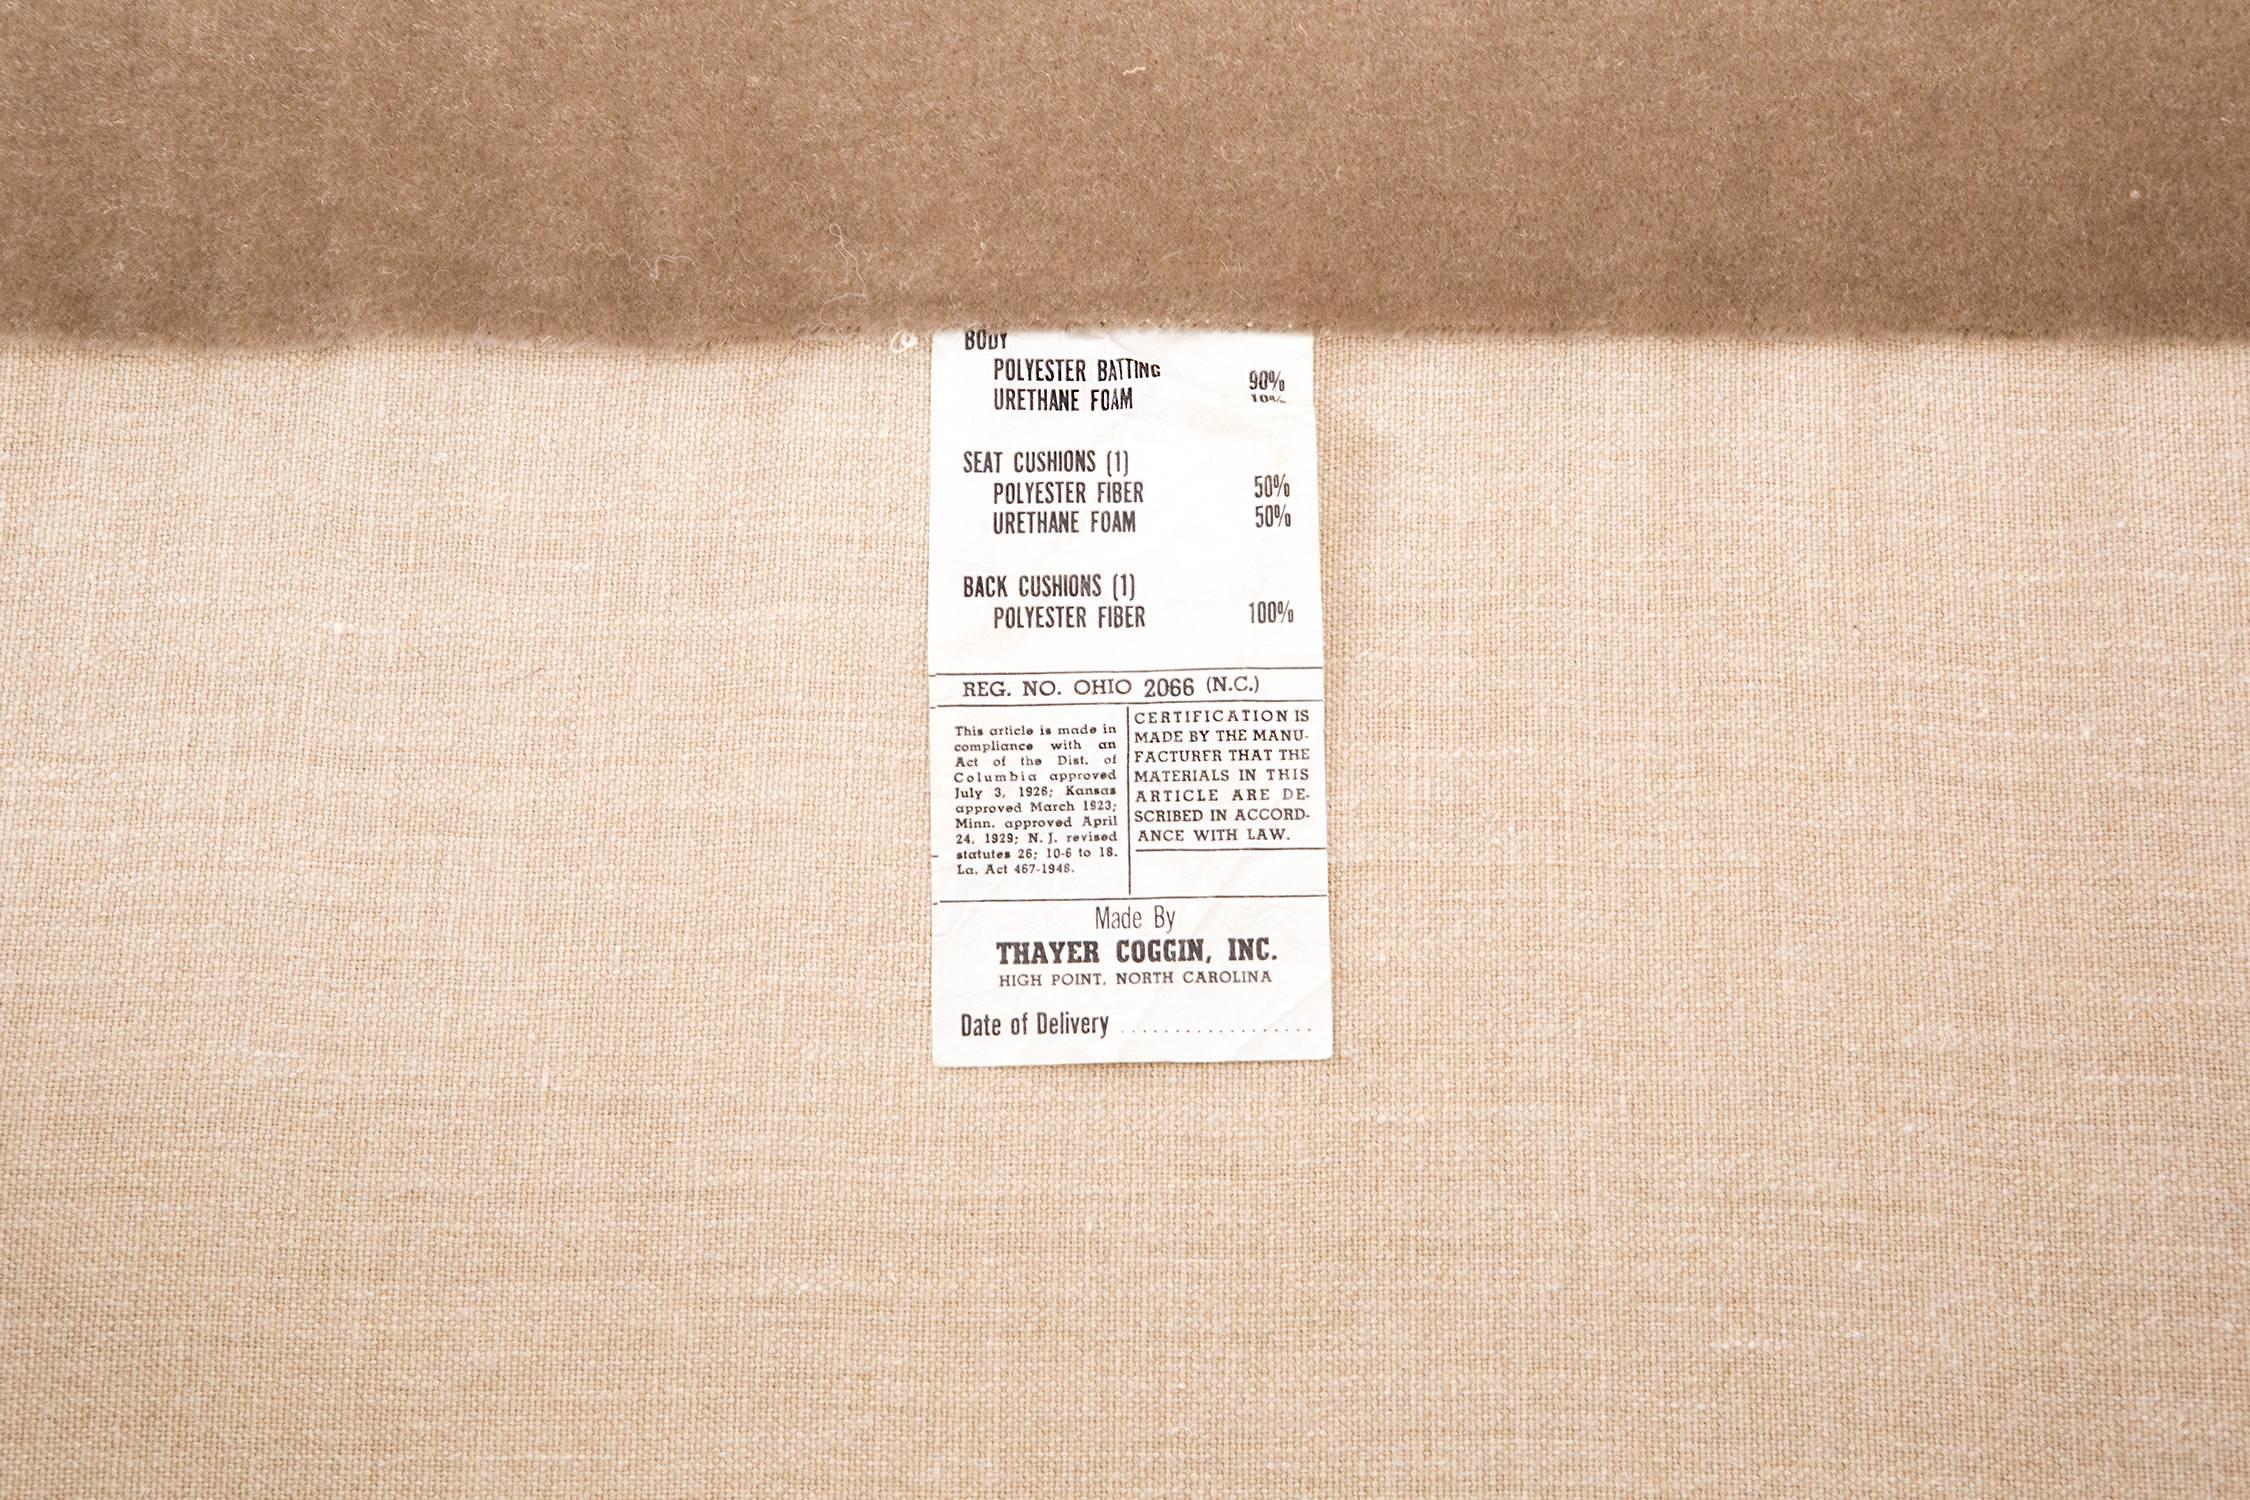 BODY
POLYESTER BATTING 90%
URETHANE FOAM 10%
SEAT CUSHIONS (1)
POLYESTER FIBER 50%
URETHANE FOAM 50%
BACK CUSHIONS (1)
POLYESTER FIBER 100%
REG. NO. OHIO 2066 (N.C.)
This article is made in
compliance with an
Act of the Dist. of
Columbia approved
July 3, 1926; Kansas
approved March 1923;
Minn. approved April
24, 1929; N. J. revised
statutes 26; 10-6 to 18.
La. Act 467-1948.
CERTIFICATION IS
MADE BY THE MANU-
FACTURER THAT THE
MATERIALS IN THIS
ARTICLE ARE DE-
SCRIBED IN ACCORD-
ANCE WITH LAW.
Made By
THAYER COGGIN, INC.
HIGH POINT, NORTH CAROLINA
Date of Delivery ..................